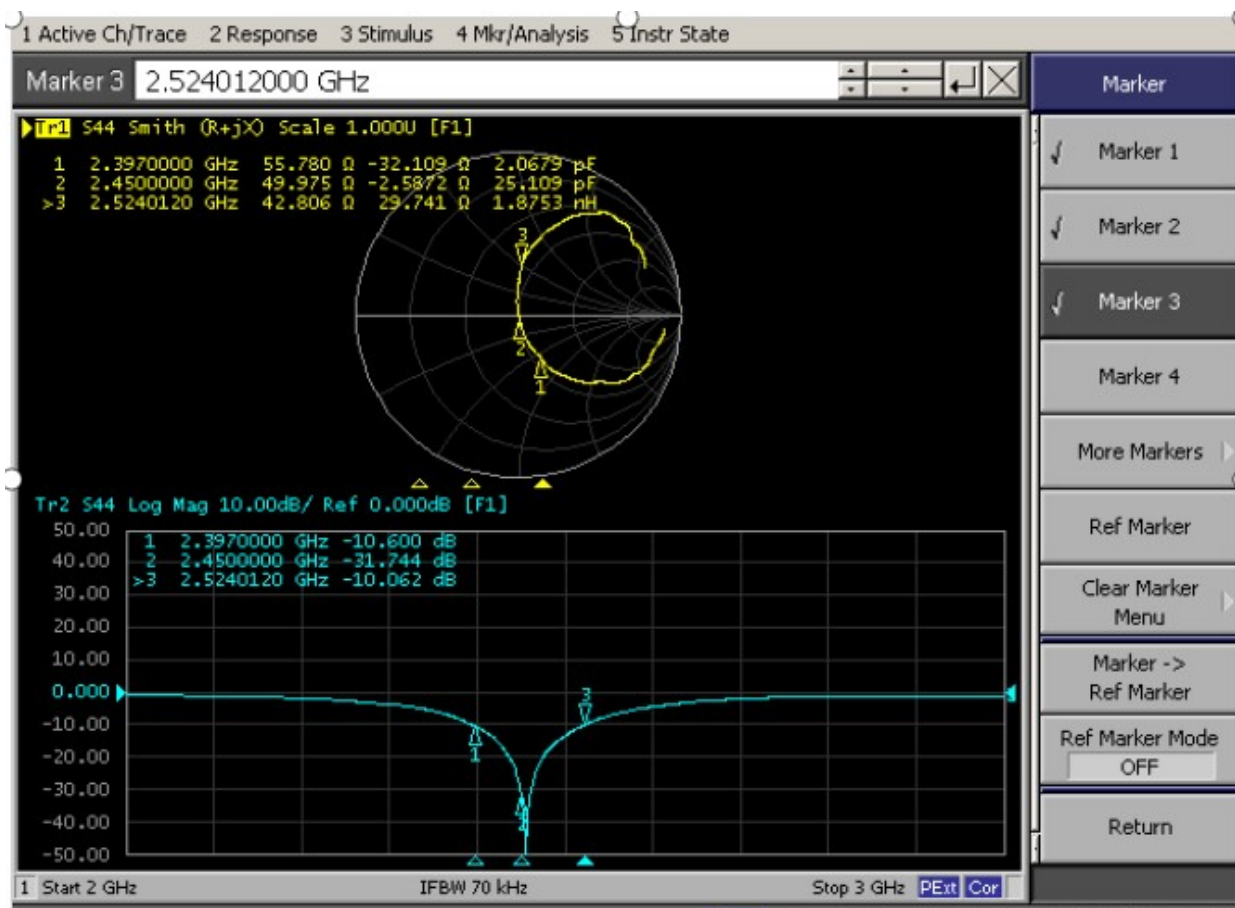 1 Active Ch/Trace 2 Response 3 Stimulus 4 Mkr/Analysis 5 Instr State
Marker 3 2.524012000 GHz
Tr1 S44 Smith (R+jX) Scale 1.000U [F1]
1 2.3970000 GHz 55.780 Ω -32.109 Ω 2.0679 pF
2 2.4500000 GHz 49.975 Ω -2.5872 Ω 25.109 pF
>3 2.5240120 GHz 42.806 Ω 29.741 Ω 1.8753 nH
3
2
1
Tr2 S44 Log Mag 10.00dB/ Ref 0.000dB [F1]
50.00
40.00
30.00
20.00
10.00
0.000
-10.00
-20.00
-30.00
-40.00
-50.00
1 2.3970000 GHz -10.600 dB
2 2.4500000 GHz -31.744 dB
>3 2.5240120 GHz -10.062 dB
3
1
2
1 Start 2 GHz IFBW 70 kHz Stop 3 GHz PExt Cor
Marker
Marker 1
Marker 2
Marker 3
Marker 4
More Markers
Ref Marker
Clear Marker
Menu
Marker ->
Ref Marker
Ref Marker Mode
OFF
Return